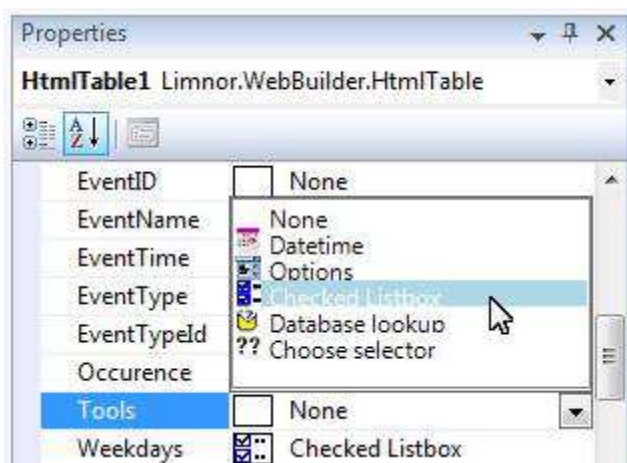 Properties
HtmlTable1 Limnor.WebBuilder.HtmlTable
EventID None
EventName
None
EventTime
Datetime
Options
EventType
Checked Listbox
EventTypeId
Database lookup
?? Choose selector
Occurence
Tools None
Weekdays Checked Listbox